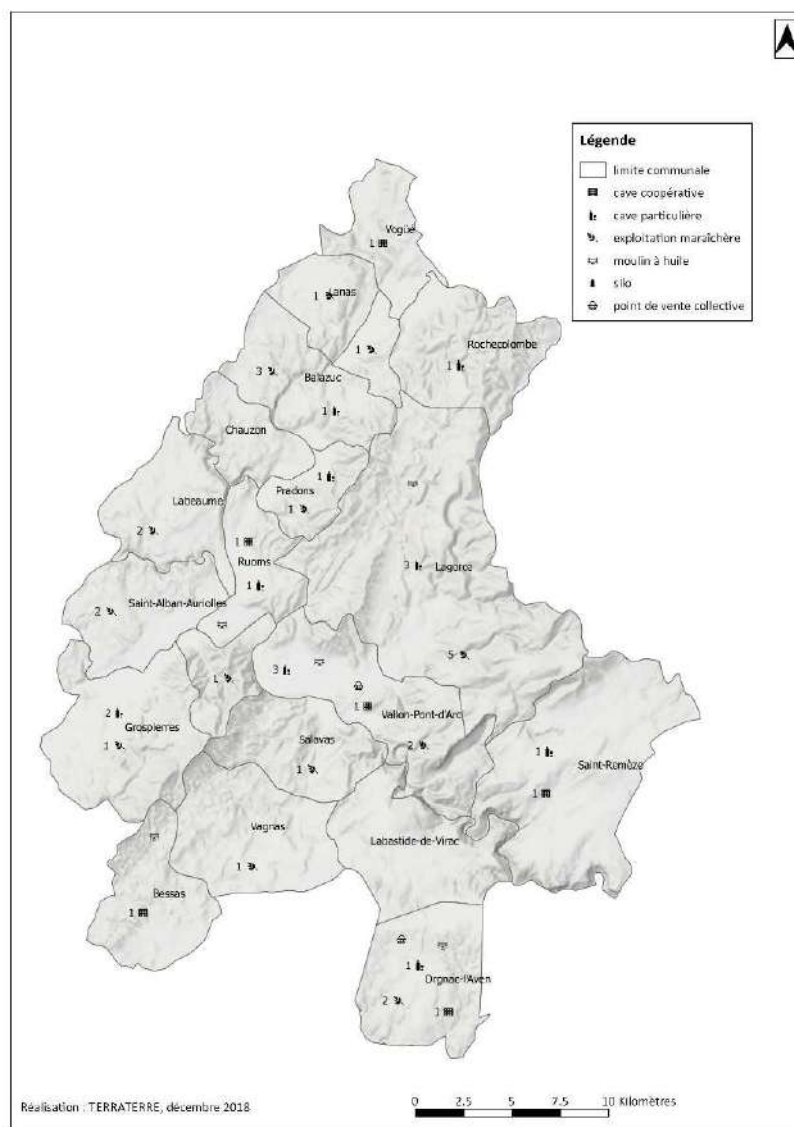 Légende
limite communale
cave coopérative
cave particulière
exploitation maraîchère
moulin à huile
silo
point de vente collective
Vogüé
1
Lanas
1
1
Rochecolombe
1
3
Balazuc
1
Chauzon
1
Pradons
1
Labeaume
2
1
Ruoms
1
3
Lagorce
Saint-Alban-Auriolles
2
5
1
3
2
Grospierres
1
1
Vallon-Pont-d'Arc
2
Salavas
1
1
Saint-Remèze
1
Vagnas
1
Labastide-de-Virac
Bessas
1
1
Orgnac-l'Aven
2
1
Réalisation : TERRATERRE, décembre 2018
0 2.5 5 7.5 10 Kilomètres